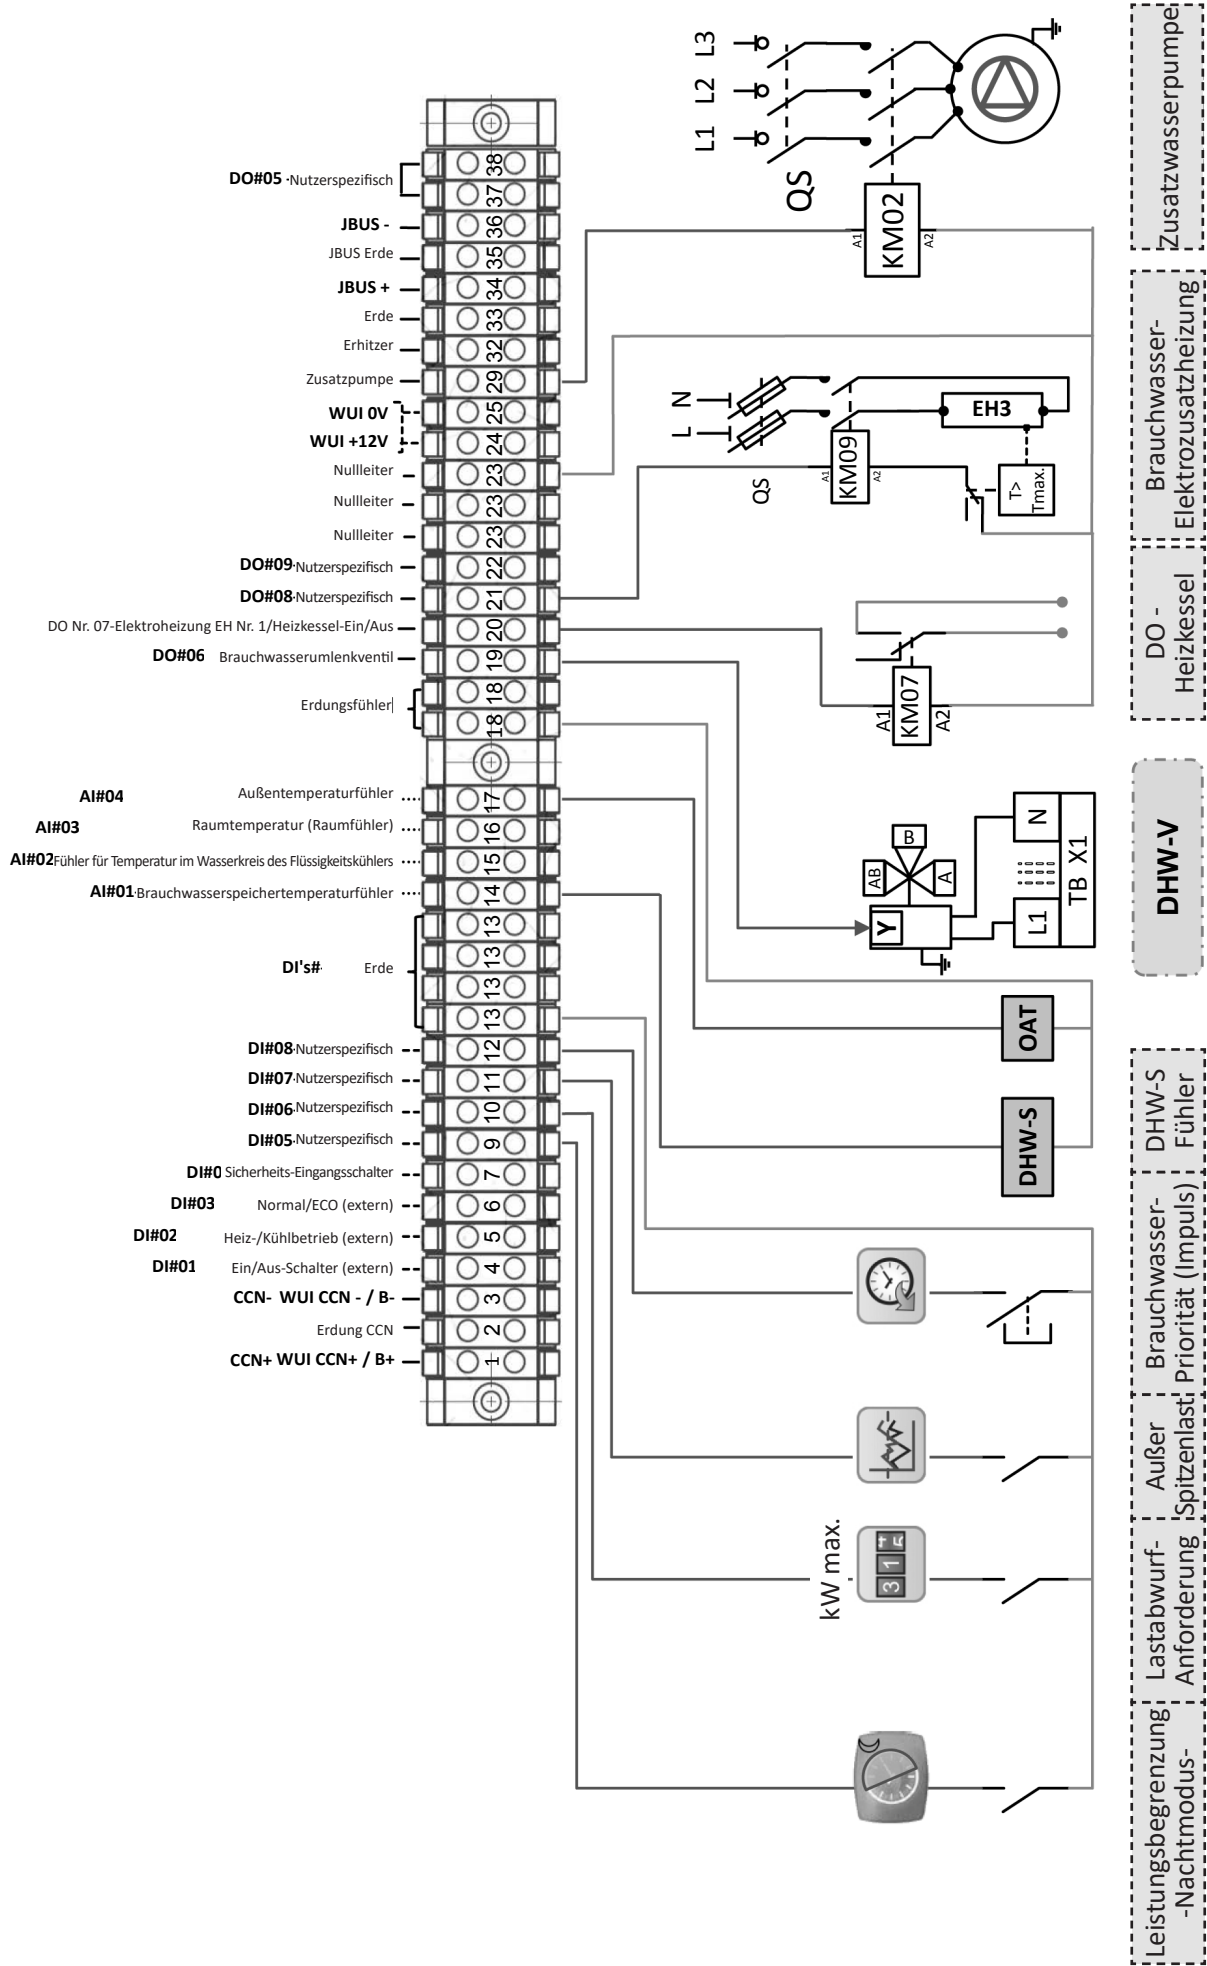 DO#05 ·Nutzerspezifisch
JBUS -
JBUS Erde
JBUS +
Erde
Erhitzer
Zusatzpumpe
WUI 0V
WUI +12V
Nullleiter
Nullleiter
Nullleiter
DO#09·Nutzerspezifisch
DO#08·Nutzerspezifisch
DO Nr. 07-Elektroheizung EH Nr. 1/Heizkessel-Ein/Aus
DO#06 Brauchwasserumlenkventil
Erdungsfühler
AI#04 Außentemperaturfühler
AI#03 Raumtemperatur (Raumfühler)
AI#02 Fühler für Temperatur im Wasserkreis des Flüssigkeitskühlers
AI#01·Brauchwasserspeichertemperaturfühler
DI's# Erde
DI#08·Nutzerspezifisch
DI#07·Nutzerspezifisch
DI#06·Nutzerspezifisch
DI#05·Nutzerspezifisch
DI#0 Sicherheits-Eingangsschalter
DI#03 Normal/ECO (extern)
DI#02 Heiz-/Kühlbetrieb (extern)
DI#01 Ein/Aus-Schalter (extern)
CCN- WUI CCN - / B-
Erdung CCN
CCN+ WUI CCN+ / B+
38
37
36
35
34
33
32
29
25
24
23
23
23
22
21
20
19
18
18
17
16
15
14
13
13
13
13
12
11
10
9
7
6
5
4
3
2
1
L1 L2 L3
QS
A1
KM02
A2
L N
QS
A1
KM09
A2
EH3
T>
Tmax.
A1
KM07
A2
AB
B
A
Y
L1
N
TB X1
OAT
DHW-S
kW max.
Zusatzwasserpumpe
Brauchwasser-
Elektrozusatzheizung
DO -
Heizkessel
DHW-V
DHW-S
Fühler
Brauchwasser-
Priorität (Impuls)
Außer
Spitzenlast
Lastabwurf-
Anforderung
Leistungsbegrenzung
-Nachtmodus-